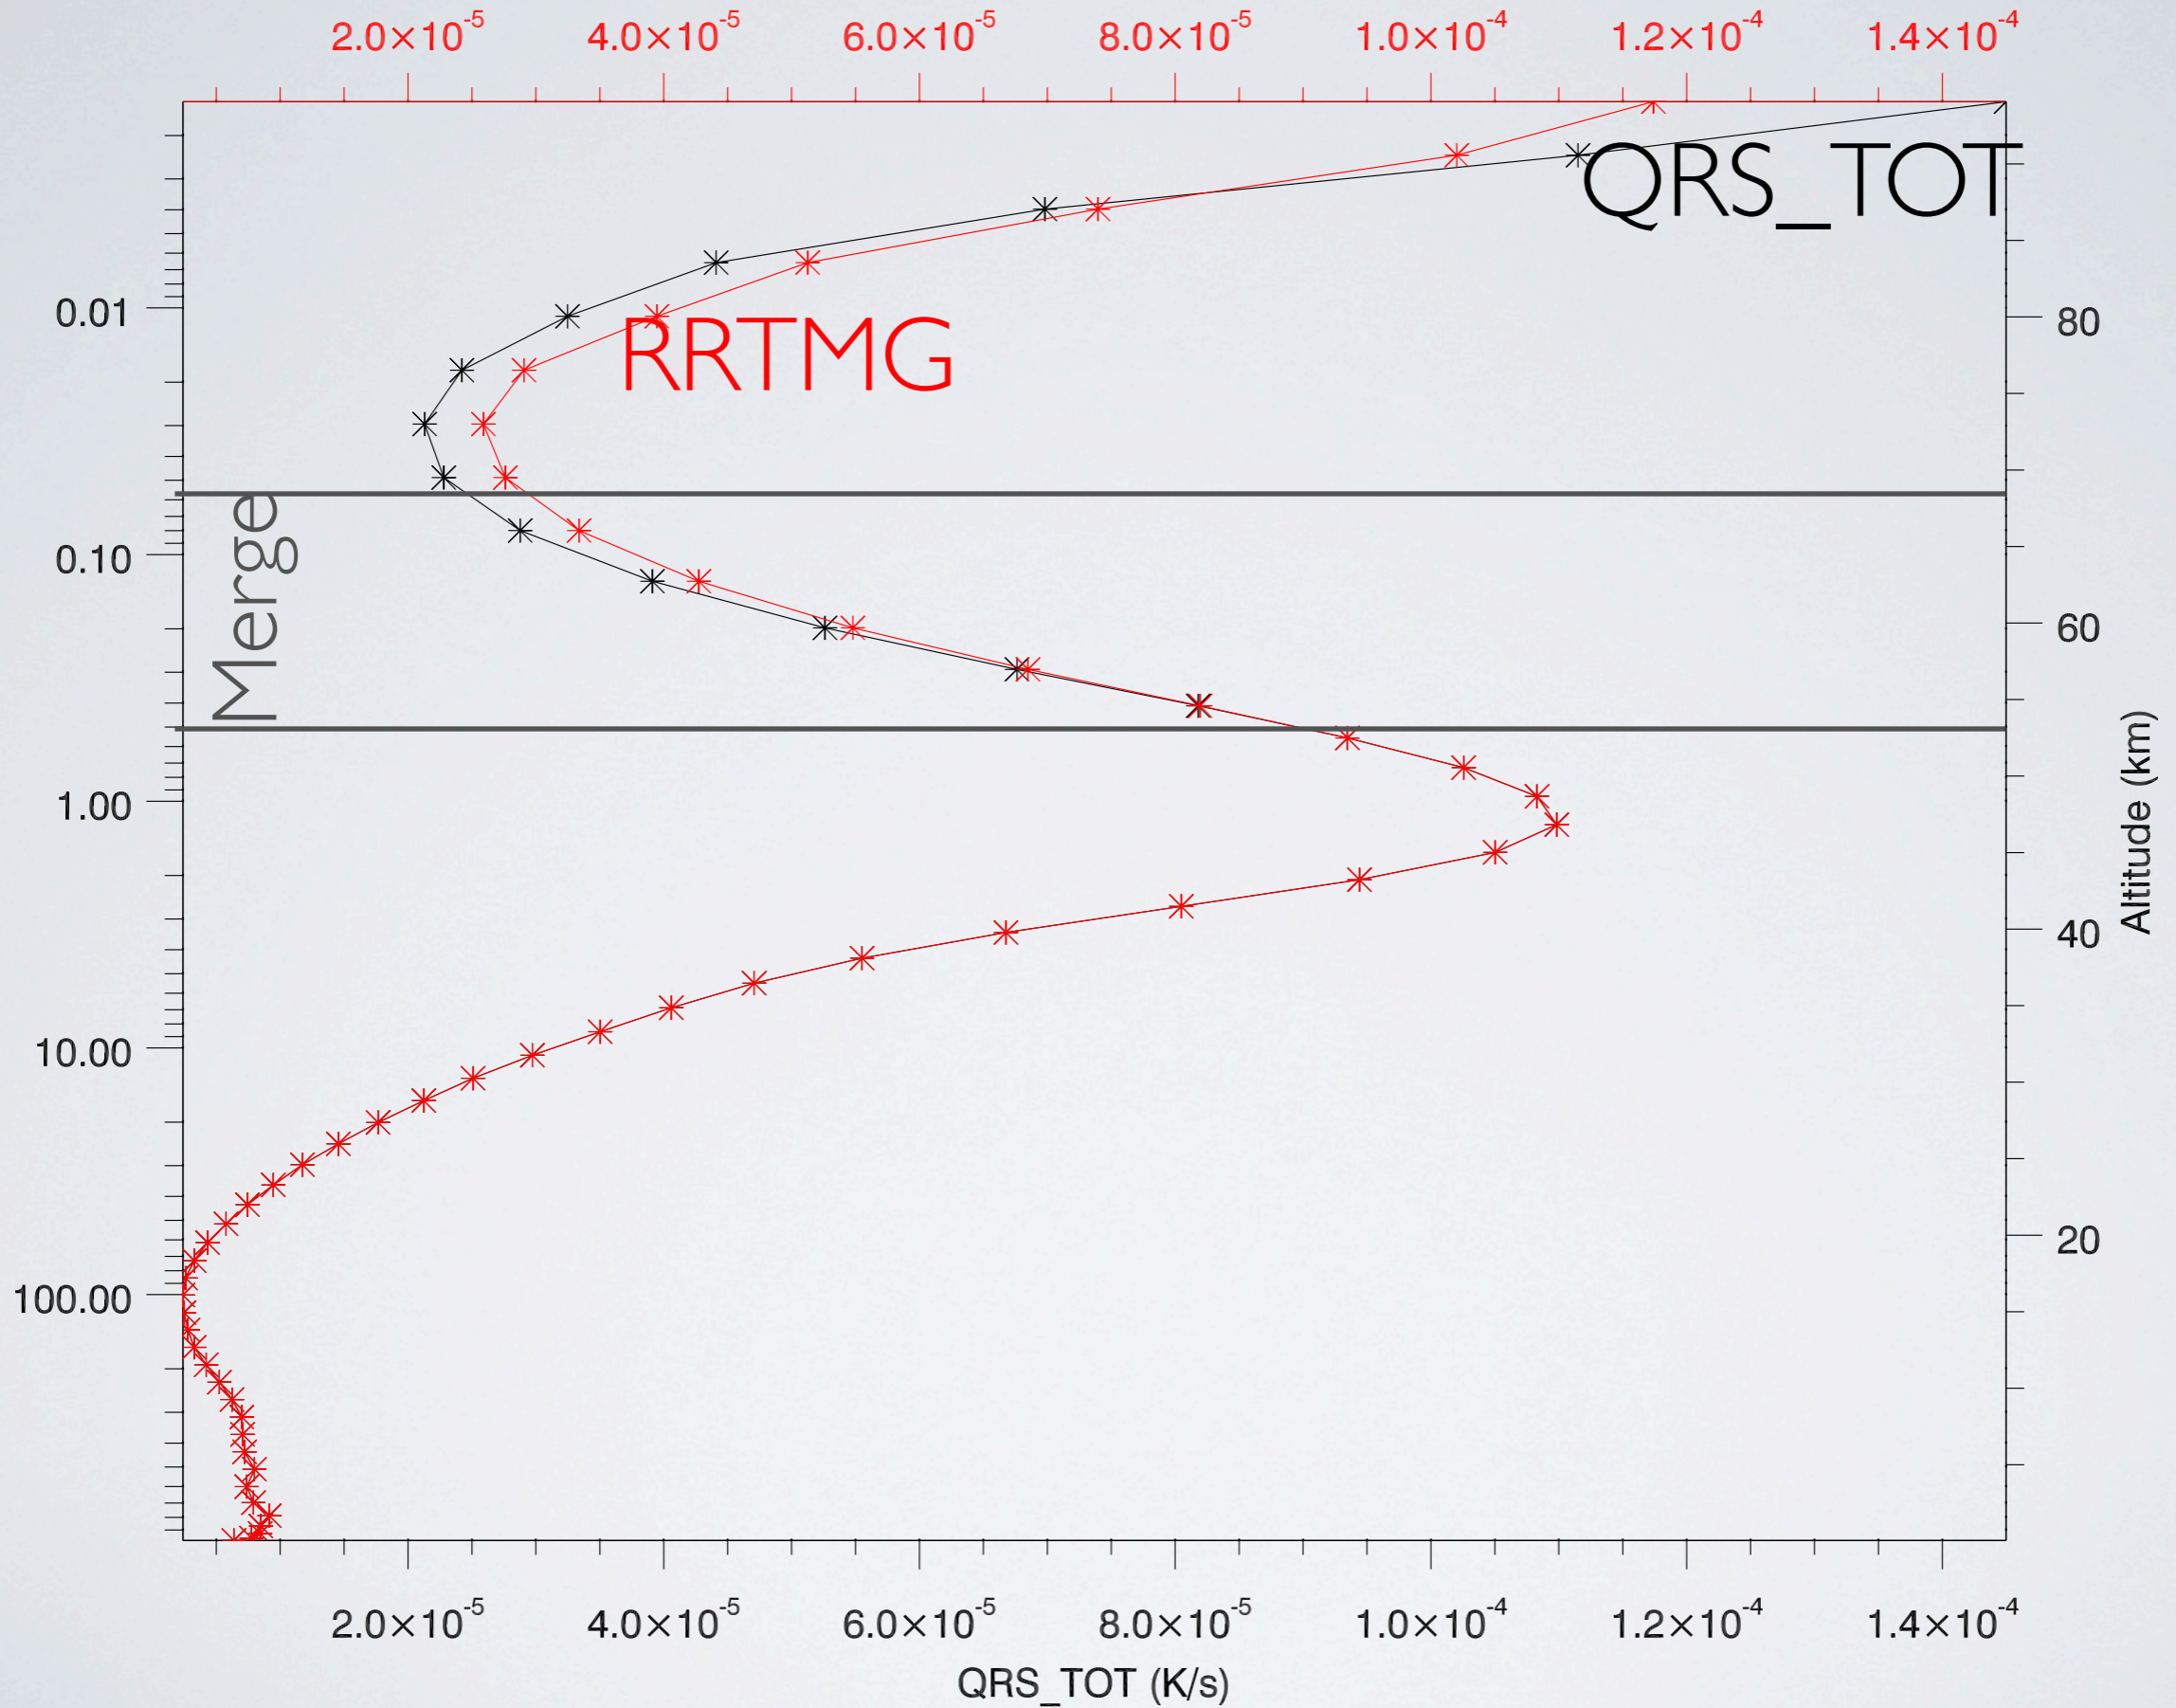 2.0×10⁻⁵ 4.0×10⁻⁵ 6.0×10⁻⁵ 8.0×10⁻⁵ 1.0×10⁻⁴ 1.2×10⁻⁴ 1.4×10⁻⁴
QRS_TOT
0.01
80
RRTMG
Merge
0.10
60
1.00
Altitude (km)
40
10.00
20
100.00
2.0×10⁻⁵ 4.0×10⁻⁵ 6.0×10⁻⁵ 8.0×10⁻⁵ 1.0×10⁻⁴ 1.2×10⁻⁴ 1.4×10⁻⁴
QRS_TOT (K/s)